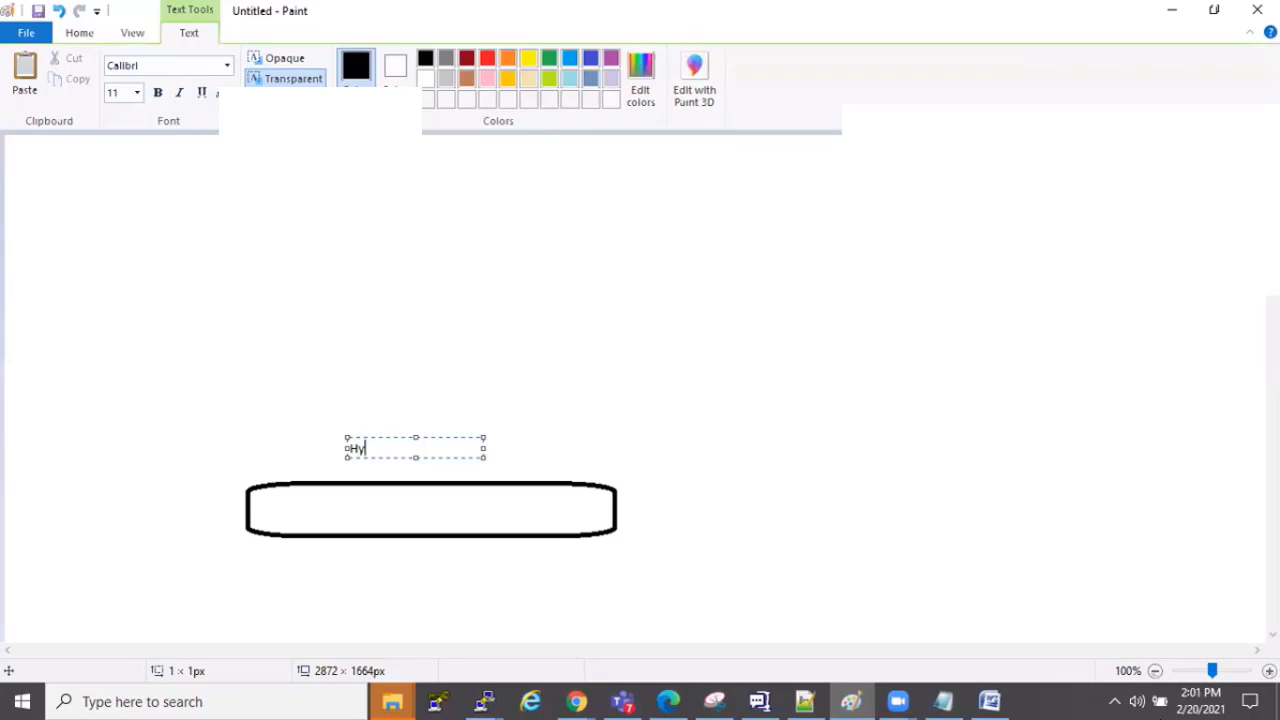 Text Tools
Untitled - Paint
File
Home
View
Text
Paste
Cut
Copy
Calibri
11
B
I
Opaque
Transparent
Edit colors
Edit with Paint 3D
Clipboard
Font
Colors
Hy
1 × 1px
2872 × 1664px
100%
Type here to search
2:01 PM
2/20/2021